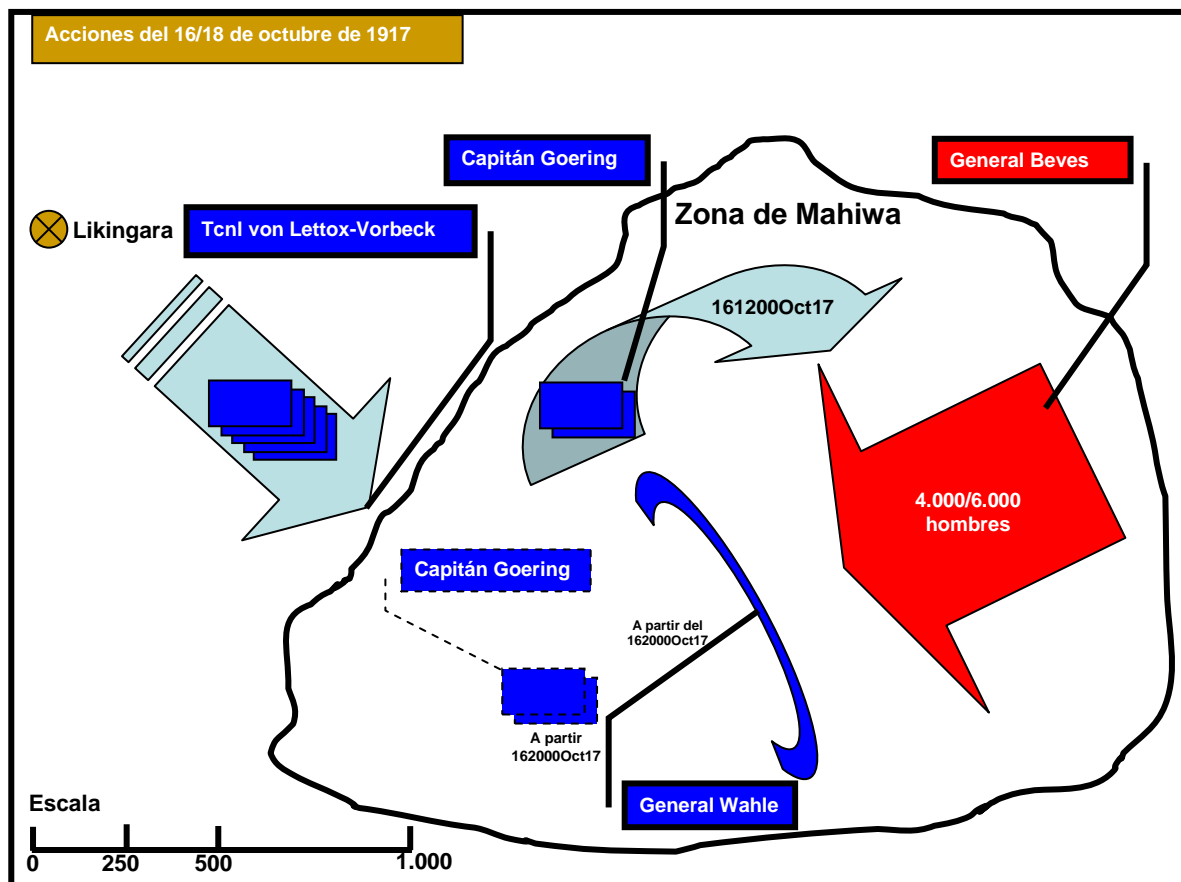 Acciones del 16/18 de octubre de 1917
Capitán Goering
General Beves
Likingara
Tcnl von Lettox-Vorbeck
Zona de Mahiwa
161200Oct17
4.000/6.000
hombres
Capitán Goering
A partir del
162000Oct17
A partir
162000Oct17
General Wahle
Escala
0
250
500
1.000